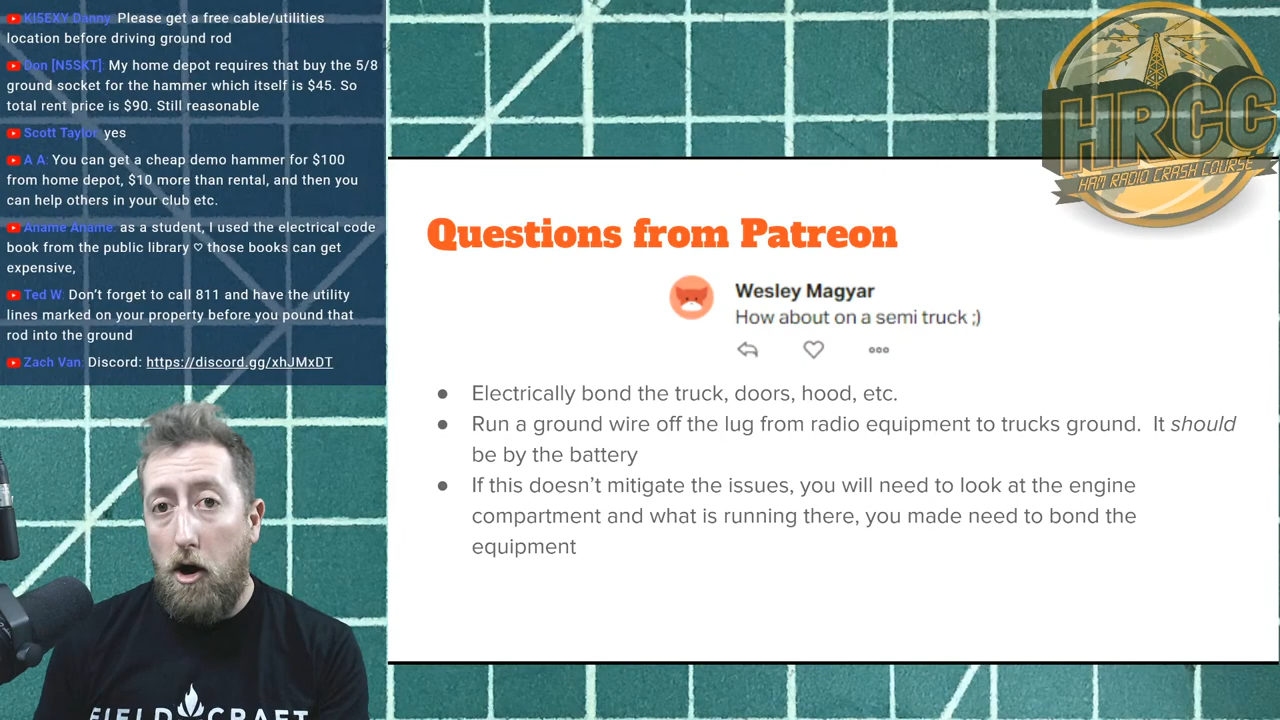 KI5EXY Danny: Please get a free cable/utilities
location before driving ground rod
Don [N5SKT]: My home depot requires that buy the 5/8
ground socket for the hammer which itself is $45. So
total rent price is $90. Still reasonable
Scott Taylor: yes
A A: You can get a cheap demo hammer for $100
from home depot, $10 more than rental, and then you
can help others in your club etc.
Aname Aname: as a student, I used the electrical code
book from the public library ♡ those books can get
expensive,
Ted W: Don’t forget to call 811 and have the utility
lines marked on your property before you pound that
rod into the ground
Zach Van: Discord: https://discord.gg/xhJMxDT
HRCC
HAM RADIO CRASH COURSE
Questions from Patreon
Wesley Magyar
How about on a semi truck ;)
● Electrically bond the truck, doors, hood, etc.
● Run a ground wire off the lug from radio equipment to trucks ground. It should
be by the battery
● If this doesn’t mitigate the issues, you will need to look at the engine
compartment and what is running there, you made need to bond the
equipment
FIELD CRAFT